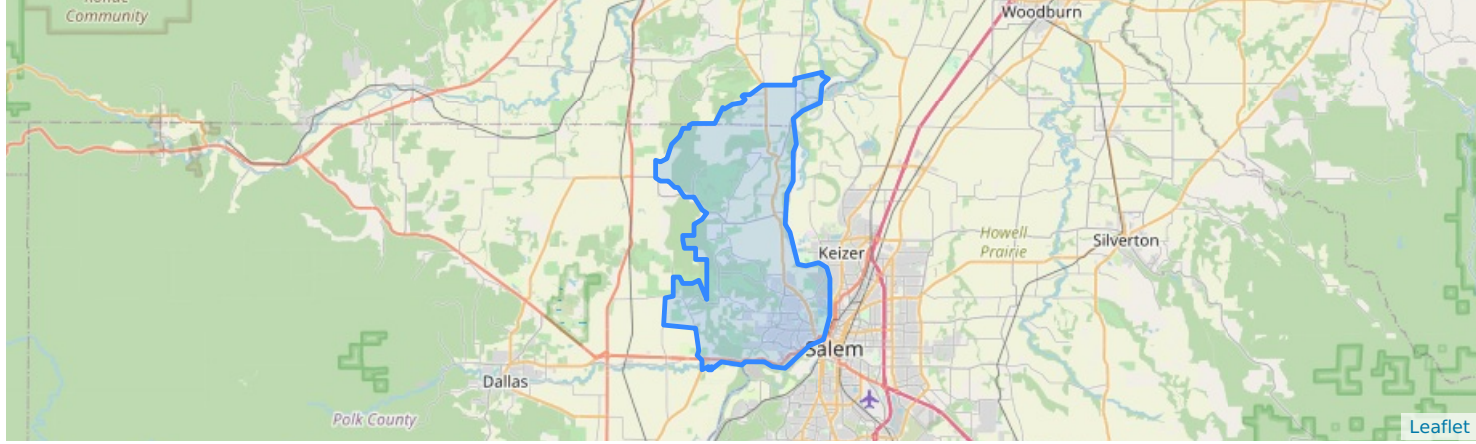 Community
Woodburn
Howell
Prairie
Silverton
Keizer
Salem
Dallas
Polk County
Leaflet